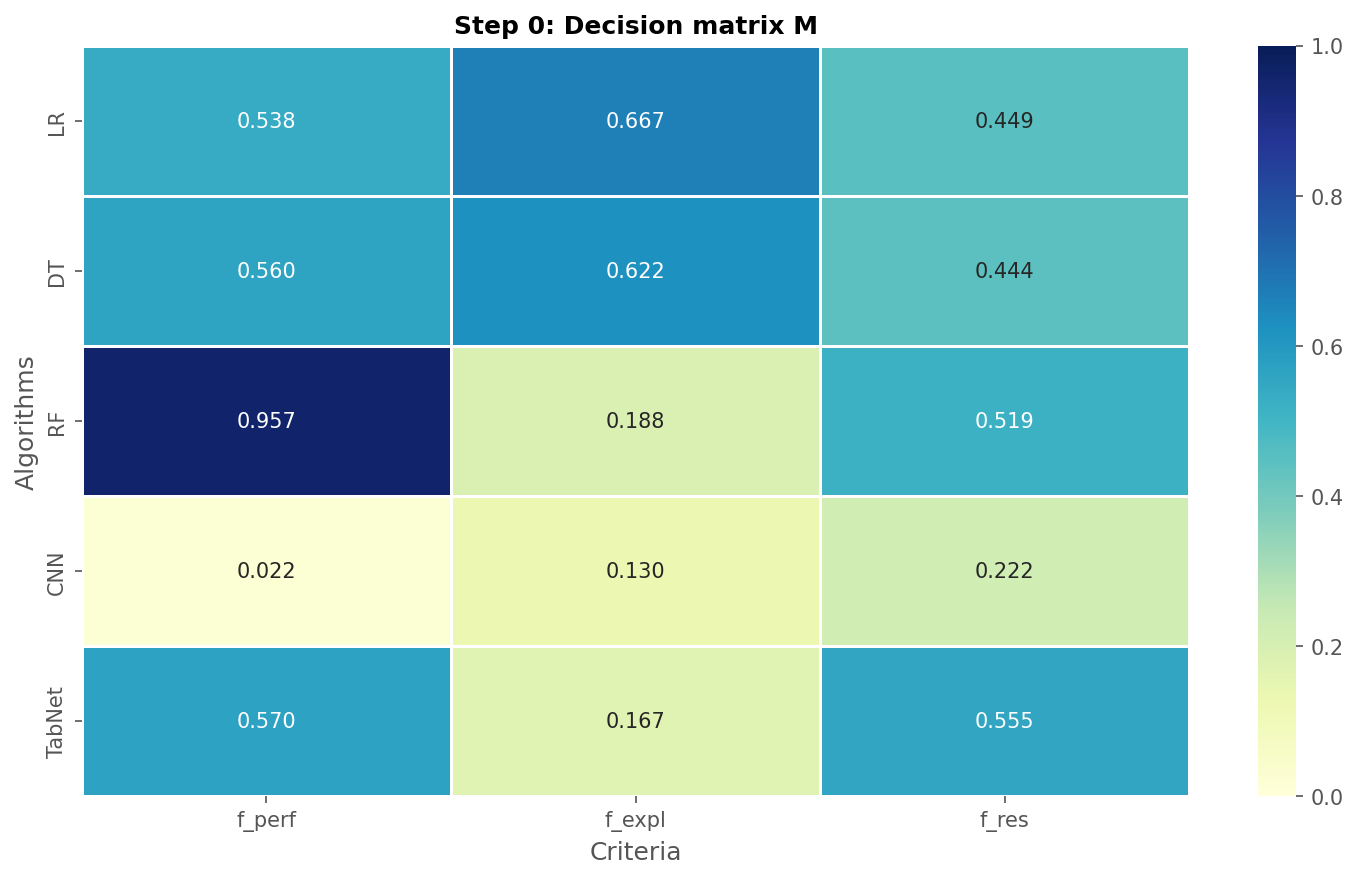 Step 0: Decision matrix M
Algorithms
LR 0.538 0.667 0.449
DT 0.560 0.622 0.444
RF 0.957 0.188 0.519
CNN 0.022 0.130 0.222
TabNet 0.570 0.167 0.555
f_perf f_expl f_res
Criteria
1.0
0.8
0.6
0.4
0.2
0.0